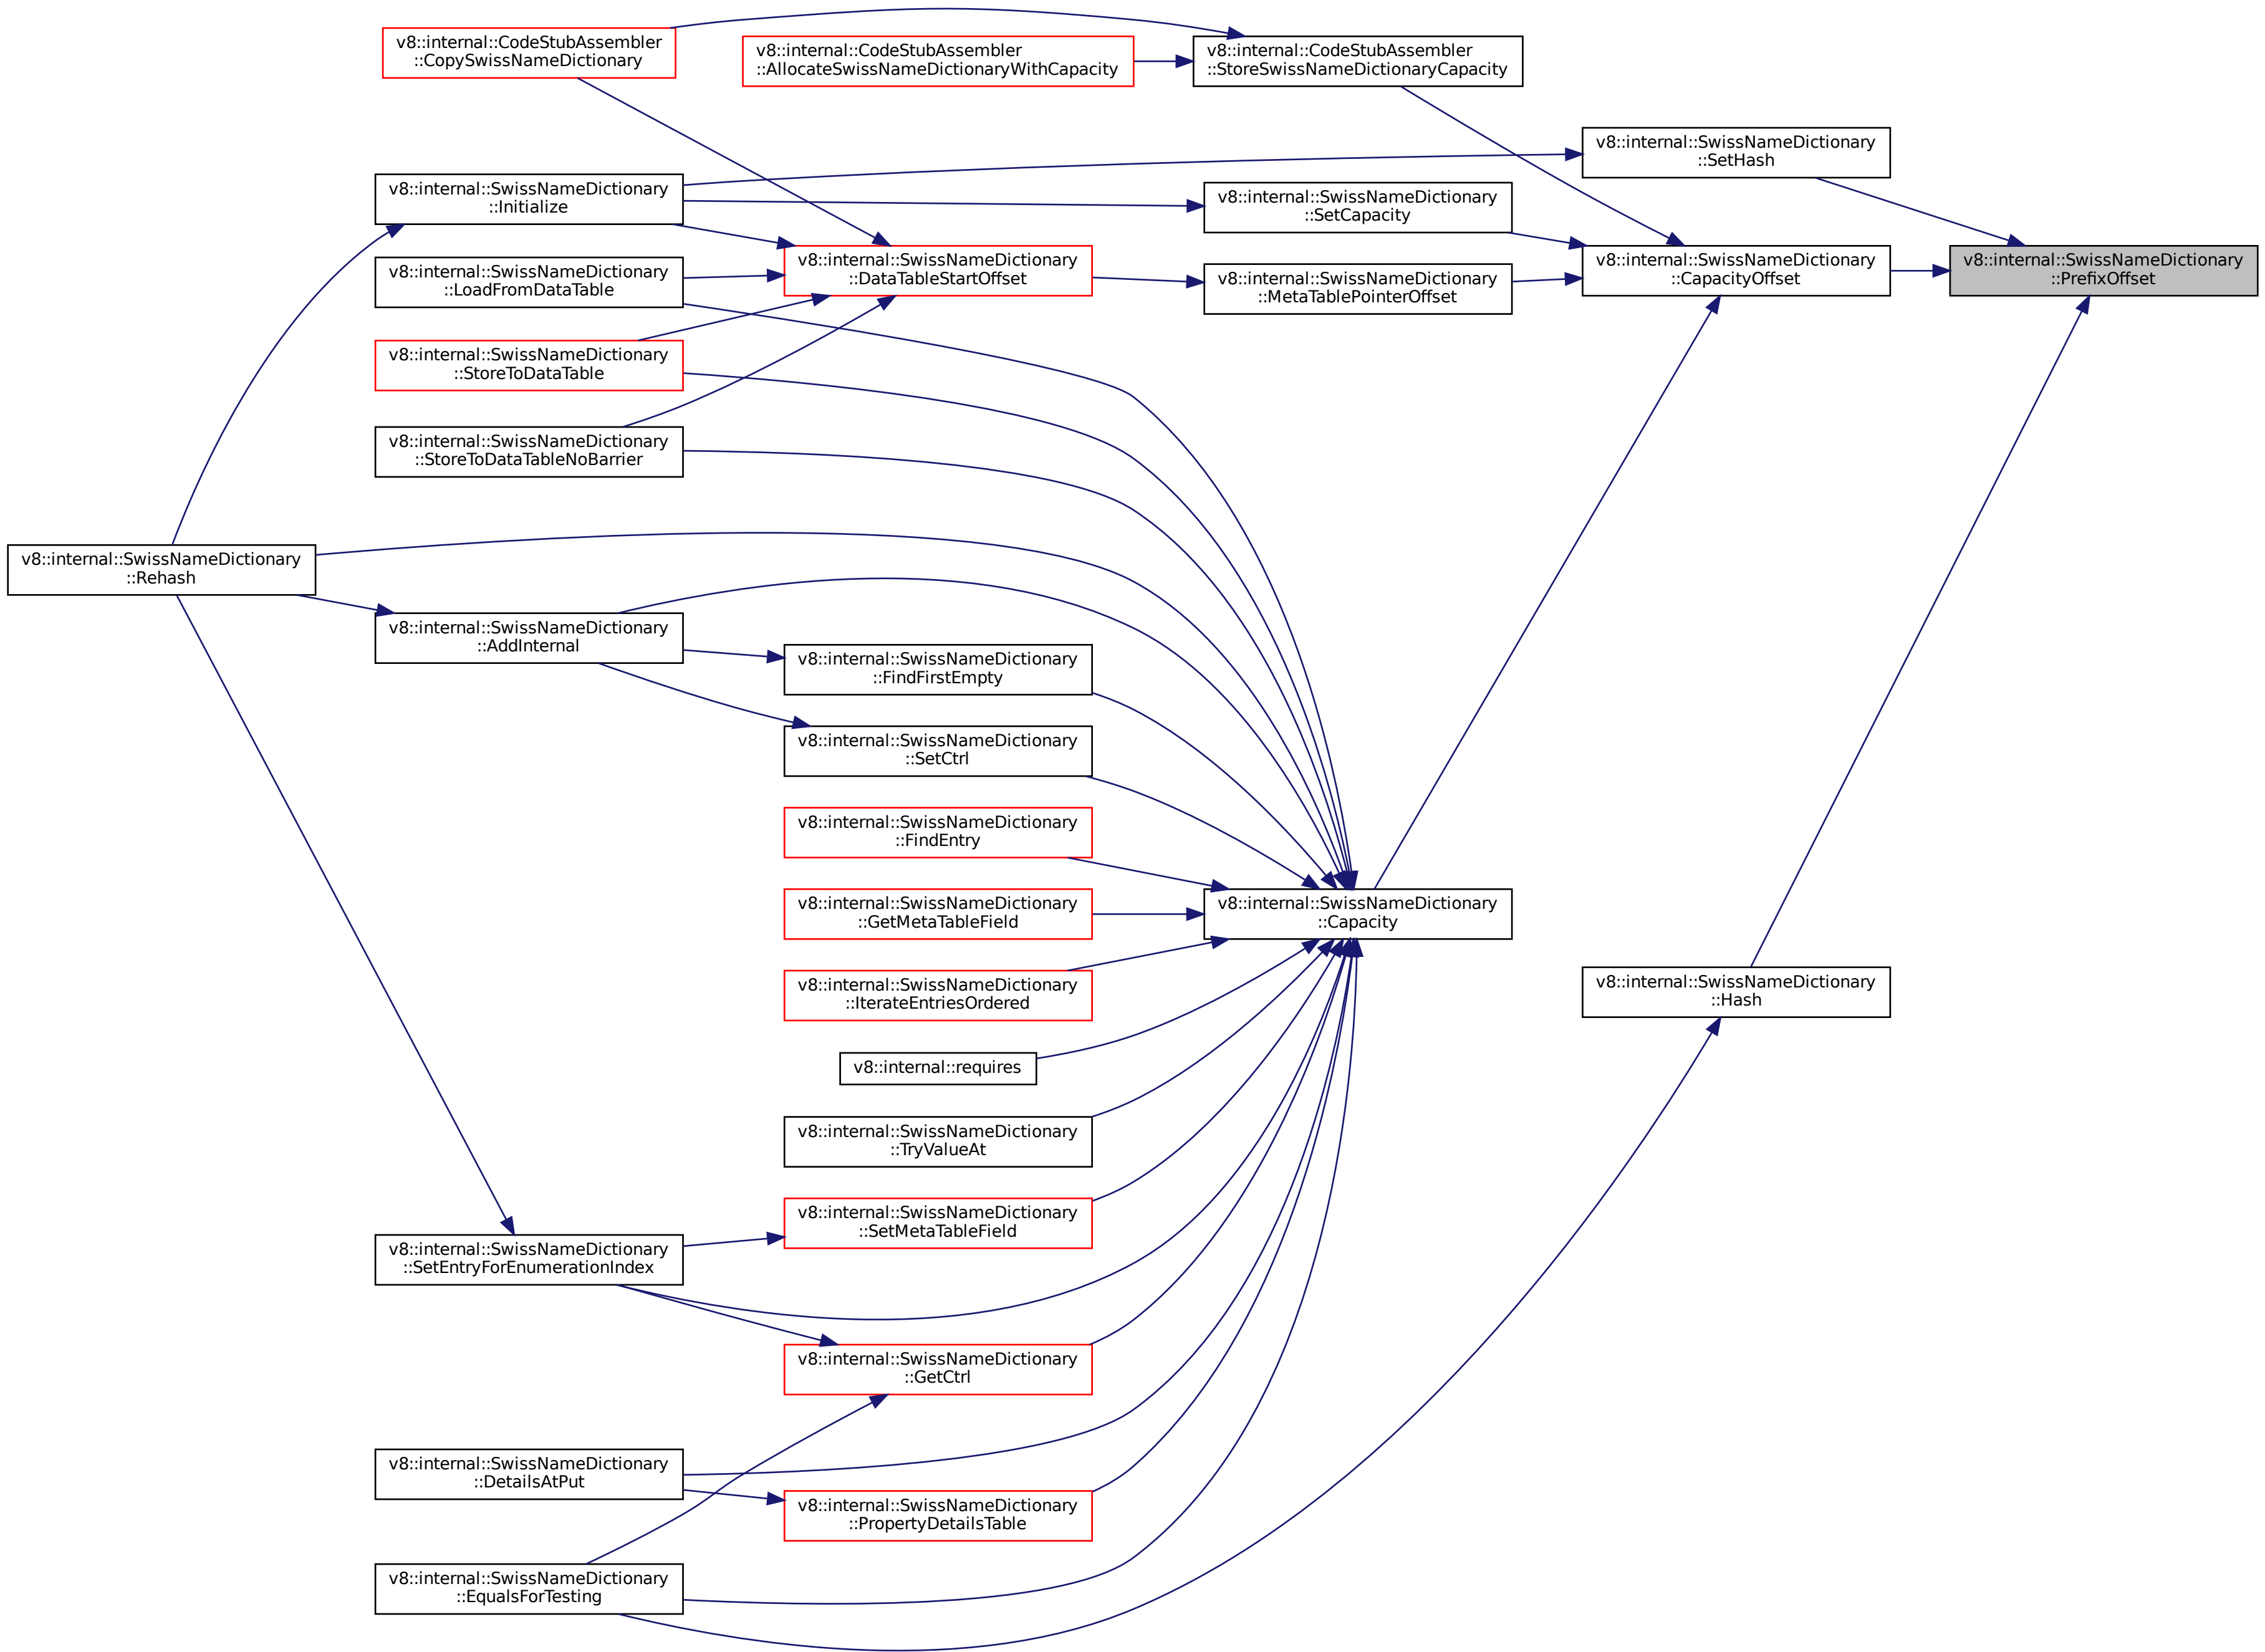 v8::internal::CodeStubAssembler
::CopySwissNameDictionary
v8::internal::CodeStubAssembler
::AllocateSwissNameDictionaryWithCapacity
v8::internal::CodeStubAssembler
::StoreSwissNameDictionaryCapacity
v8::internal::SwissNameDictionary
::SetHash
v8::internal::SwissNameDictionary
::Initialize
v8::internal::SwissNameDictionary
::SetCapacity
v8::internal::SwissNameDictionary
::LoadFromDataTable
v8::internal::SwissNameDictionary
::DataTableStartOffset
v8::internal::SwissNameDictionary
::MetaTablePointerOffset
v8::internal::SwissNameDictionary
::CapacityOffset
v8::internal::SwissNameDictionary
::PrefixOffset
v8::internal::SwissNameDictionary
::StoreToDataTable
v8::internal::SwissNameDictionary
::StoreToDataTableNoBarrier
v8::internal::SwissNameDictionary
::Rehash
v8::internal::SwissNameDictionary
::AddInternal
v8::internal::SwissNameDictionary
::FindFirstEmpty
v8::internal::SwissNameDictionary
::SetCtrl
v8::internal::SwissNameDictionary
::FindEntry
v8::internal::SwissNameDictionary
::GetMetaTableField
v8::internal::SwissNameDictionary
::Capacity
v8::internal::SwissNameDictionary
::IterateEntriesOrdered
v8::internal::SwissNameDictionary
::Hash
v8::internal::requires
v8::internal::SwissNameDictionary
::TryValueAt
v8::internal::SwissNameDictionary
::SetMetaTableField
v8::internal::SwissNameDictionary
::SetEntryForEnumerationIndex
v8::internal::SwissNameDictionary
::GetCtrl
v8::internal::SwissNameDictionary
::DetailsAtPut
v8::internal::SwissNameDictionary
::PropertyDetailsTable
v8::internal::SwissNameDictionary
::EqualsForTesting